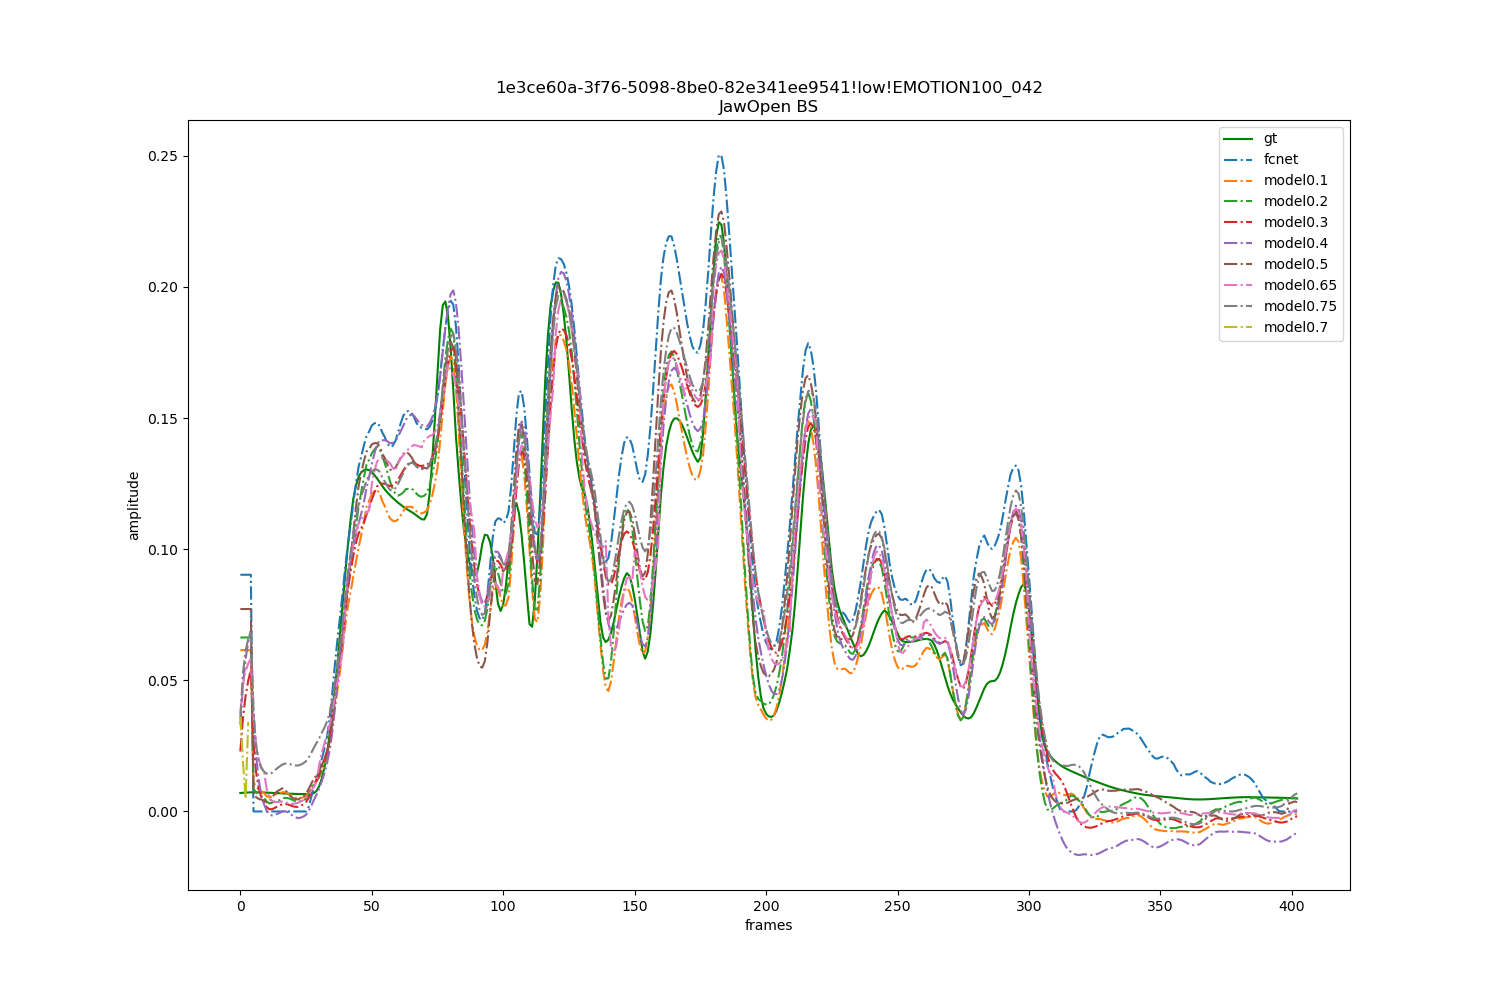 1e3ce60a-3f76-5098-8be0-82e341ee9541!low!EMOTION100_042
JawOpen BS
gt
fcnet
model0.1
model0.2
model0.3
model0.4
model0.5
model0.65
model0.75
model0.7
amplitude
0.25
0.20
0.15
0.10
0.05
0.00
0 50 100 150 200 250 300 350 400
frames